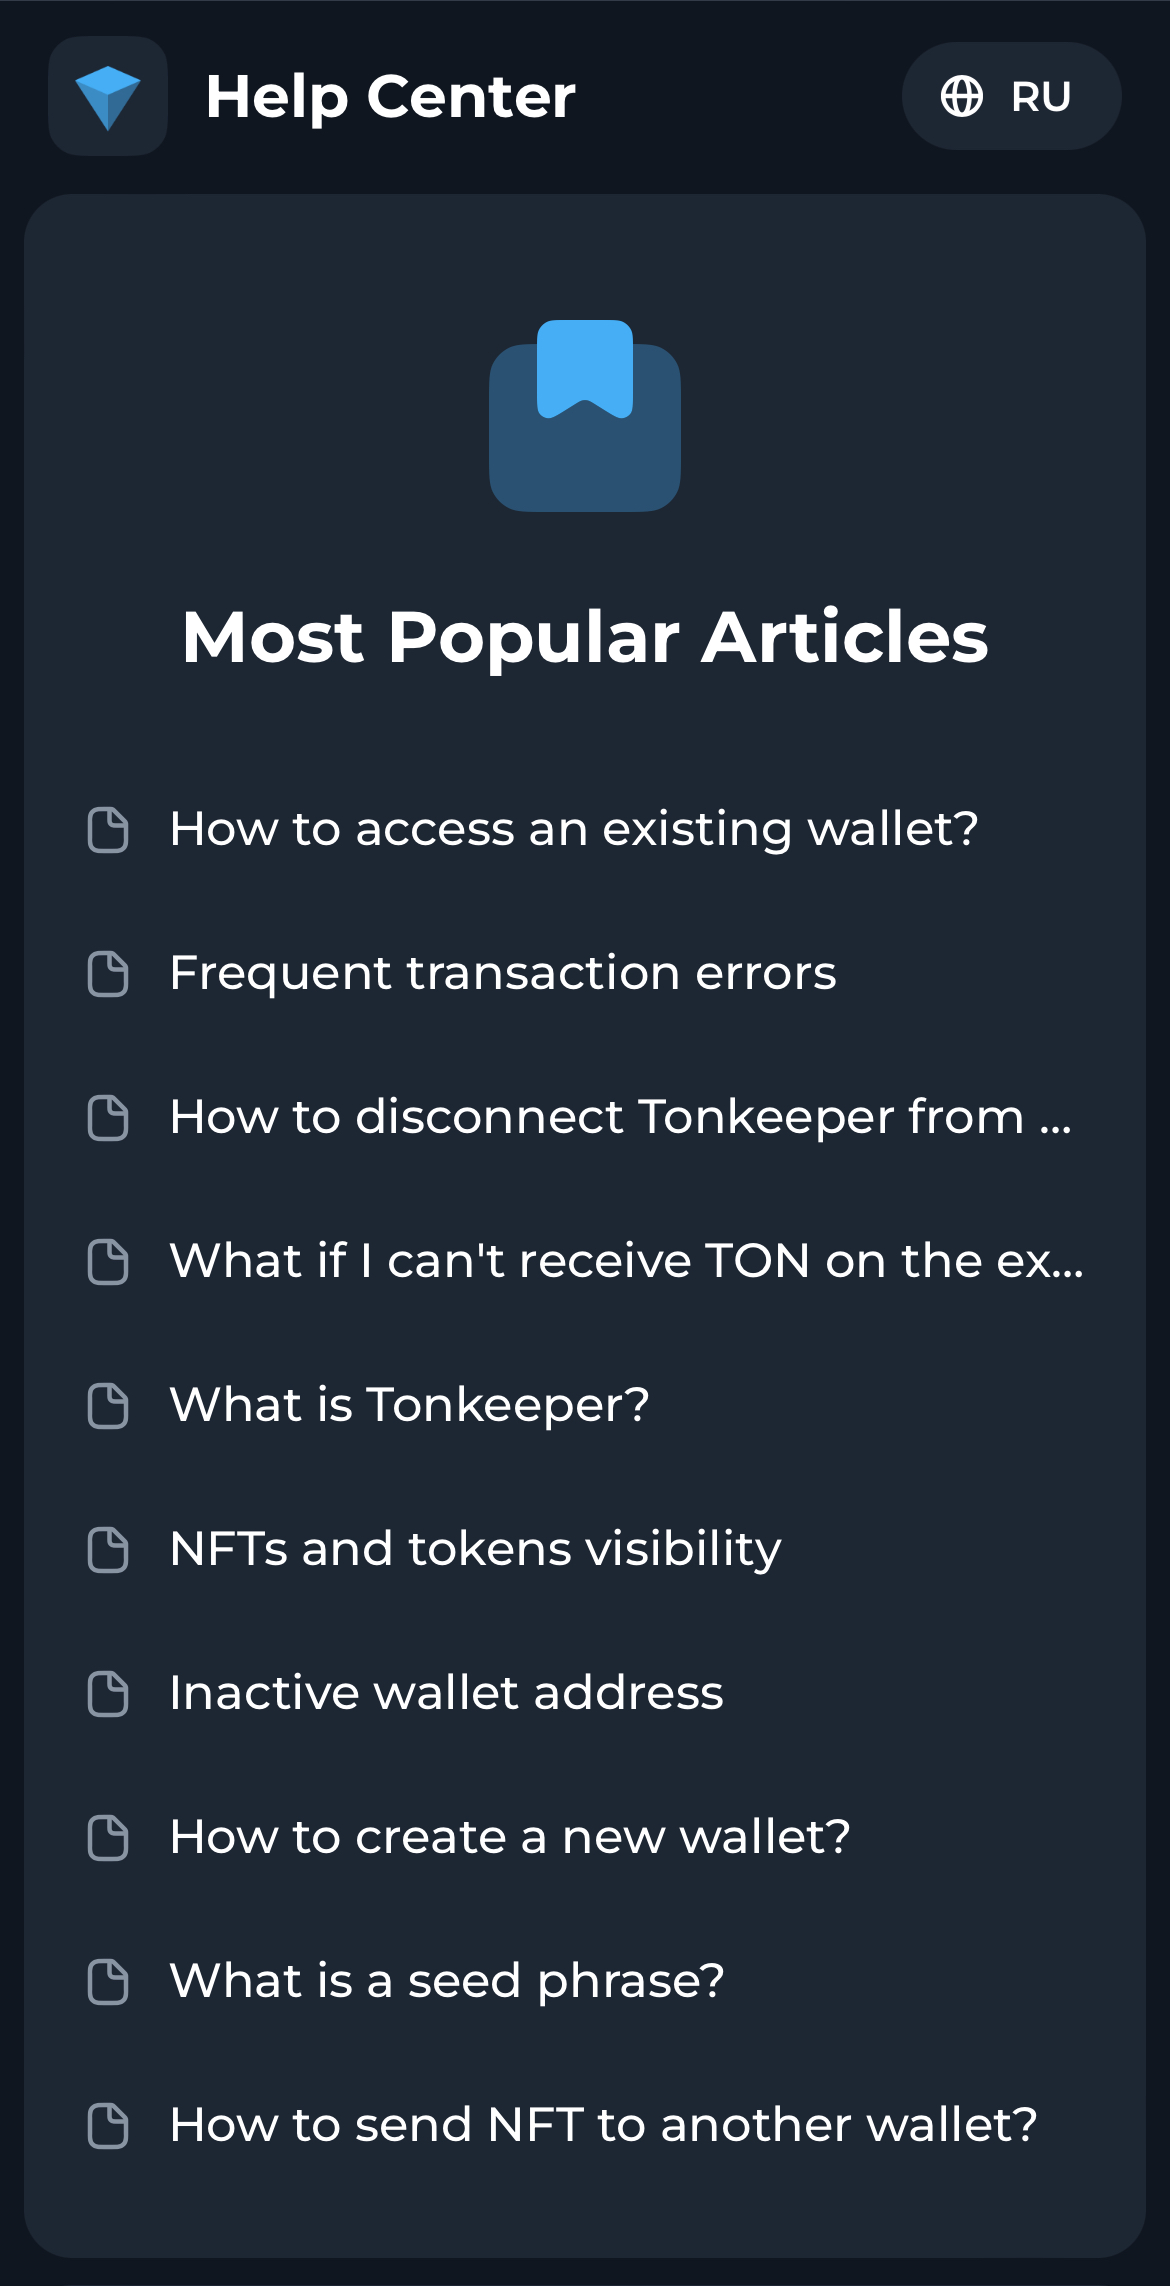 Help Center
RU
Most Popular Articles
How to access an existing wallet?
Frequent transaction errors
How to disconnect Tonkeeper from ...
What if I can't receive TON on the ex...
What is Tonkeeper?
NFTs and tokens visibility
Inactive wallet address
How to create a new wallet?
What is a seed phrase?
How to send NFT to another wallet?